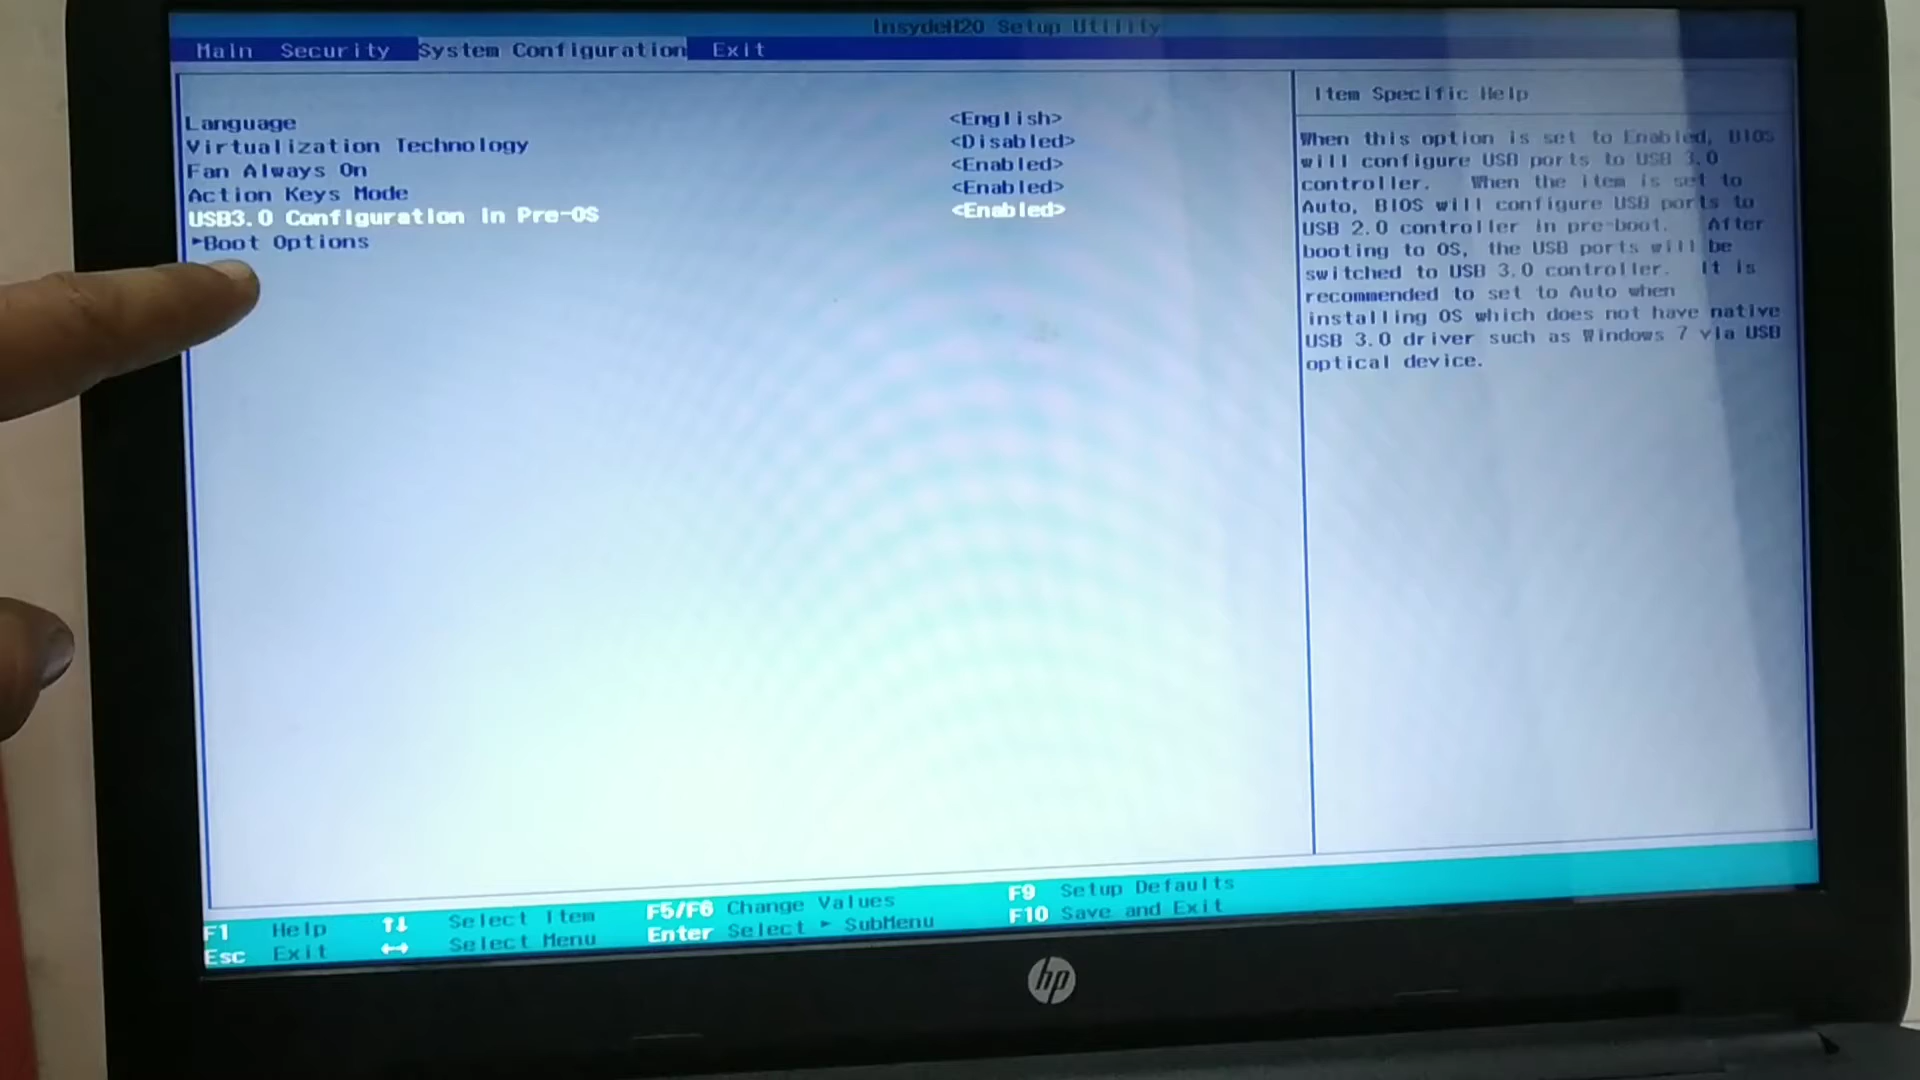 InsydeH20 Setup Utility
Main Security System Configuration Exit
Language <English>
Virtualization Technology <Disabled>
Fan Always On <Enabled>
Action Keys Mode <Enabled>
USB3.0 Configuration in Pre-OS <Enabled>
►Boot Options
Item Specific Help
When this option is set to Enabled, BIOS
will configure USB ports to USB 3.0
controller. When the item is set to
Auto, BIOS will configure USB ports to
USB 2.0 controller in pre-boot. After
booting to OS, the USB ports will be
switched to USB 3.0 controller. It is
recommended to set to Auto when
installing OS which does not have native
USB 3.0 driver such as Windows 7 via USB
optical device.
F1 Help ↑↓ Select Item F5/F6 Change Values F9 Setup Defaults
Esc Exit ↔ Select Menu Enter Select ► SubMenu F10 Save and Exit
hp